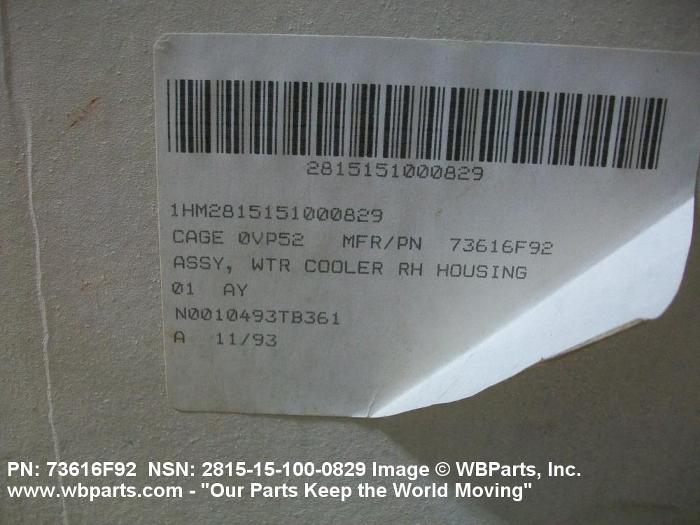 2815151000829
1HM2815151000829
CAGE 0VP52 MFR/PN 73616F92
ASSY, WTR COOLER RH HOUSING
01 AY
N0010493TB361
A 11/93
PN: 73616F92 NSN: 2815-15-100-0829 Image © WBParts, Inc.
www.wbparts.com - "Our Parts Keep the World Moving"